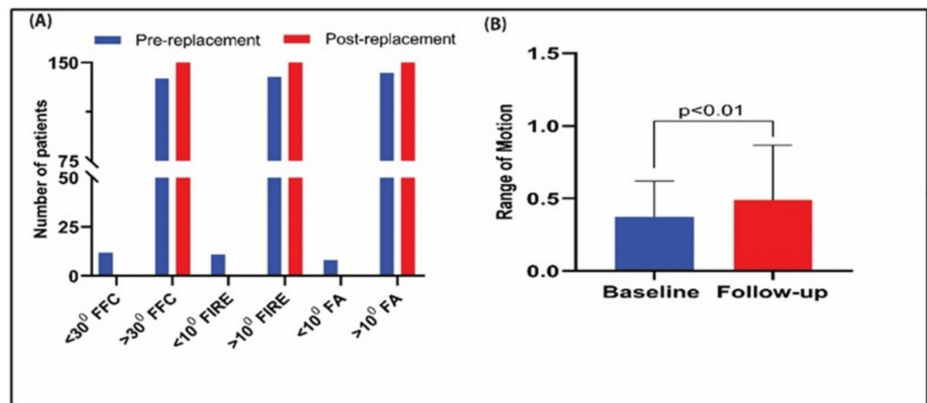 (A)
Pre-replacement Post-replacement
Number of patients
150
75
50
25
0
<30⁰ FFC
>30⁰ FFC
<10⁰ FIRE
>10⁰ FIRE
<10⁰ FA
>10⁰ FA
(B)
Range of Motion
1.5
1.0
0.5
0.0
p<0.01
Baseline Follow-up